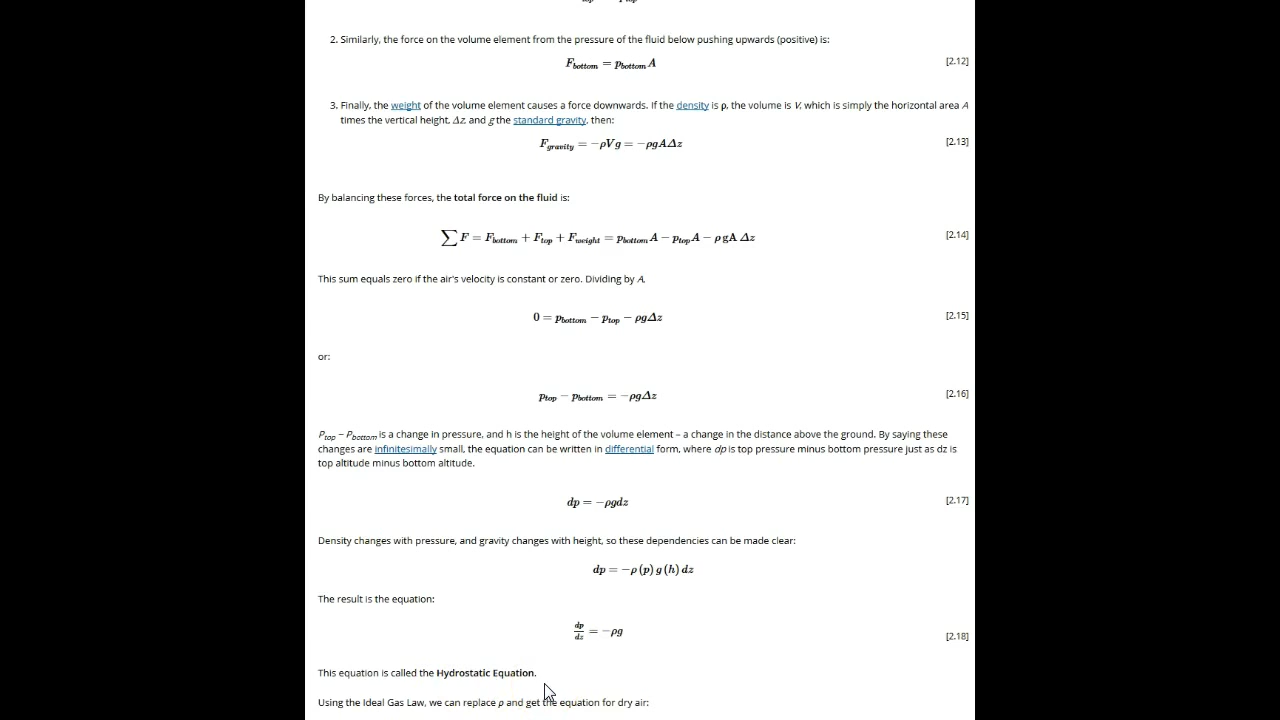 2. Similarly, the force on the volume element from the pressure of the fluid below pushing upwards (positive) is:
F_bottom = p_bottom A [2.12]
3. Finally, the weight of the volume element causes a force downwards. If the density is ρ, the volume is V, which is simply the horizontal area A
times the vertical height, Δz, and g the standard gravity, then:
F_gravity = −ρVg = −ρgAΔz [2.13]
By balancing these forces, the total force on the fluid is:
∑ F = F_bottom + F_top + F_weight = p_bottom A − p_top A − ρ gA Δz [2.14]
This sum equals zero if the air's velocity is constant or zero. Dividing by A,
0 = p_bottom − p_top − ρgΔz [2.15]
or:
p_top − p_bottom = −ρgΔz [2.16]
P_top − P_bottom is a change in pressure, and h is the height of the volume element – a change in the distance above the ground. By saying these
changes are infinitesimally small, the equation can be written in differential form, where dp is top pressure minus bottom pressure just as dz is
top altitude minus bottom altitude.
dp = −ρgdz [2.17]
Density changes with pressure, and gravity changes with height, so these dependencies can be made clear:
dp = −ρ (p) g (h) dz
The result is the equation:
dp/dz = −ρg [2.18]
This equation is called the Hydrostatic Equation.
Using the Ideal Gas Law, we can replace ρ and get the equation for dry air: